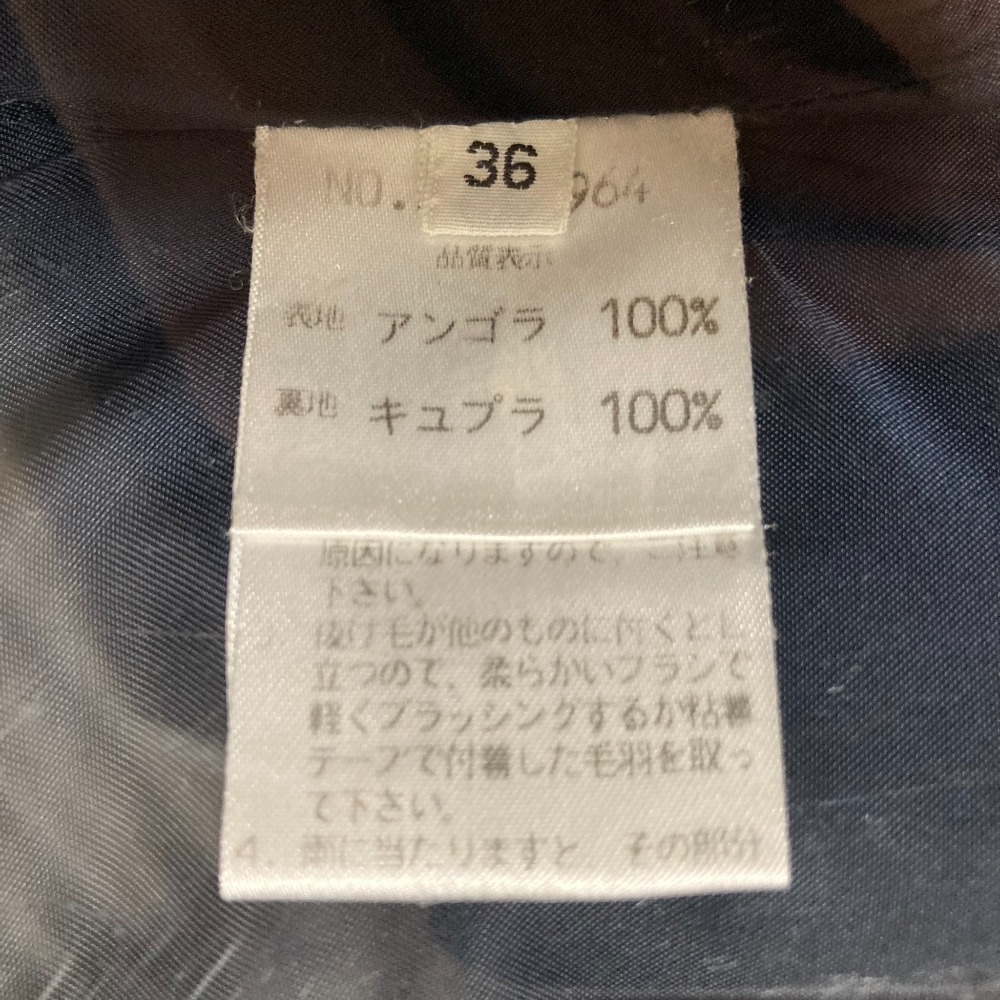 36
NO. 964
品質表示
表地 アンゴラ 100%
裏地 キュプラ 100%
原因になりますので、ご注意
下さい。
抜け毛が他のものに付くと目
立つので、柔らかいブラシで
軽くブラッシングするか粘着
テープで付着した毛羽を取っ
て下さい。
4. 雨に当たりますと、その部分